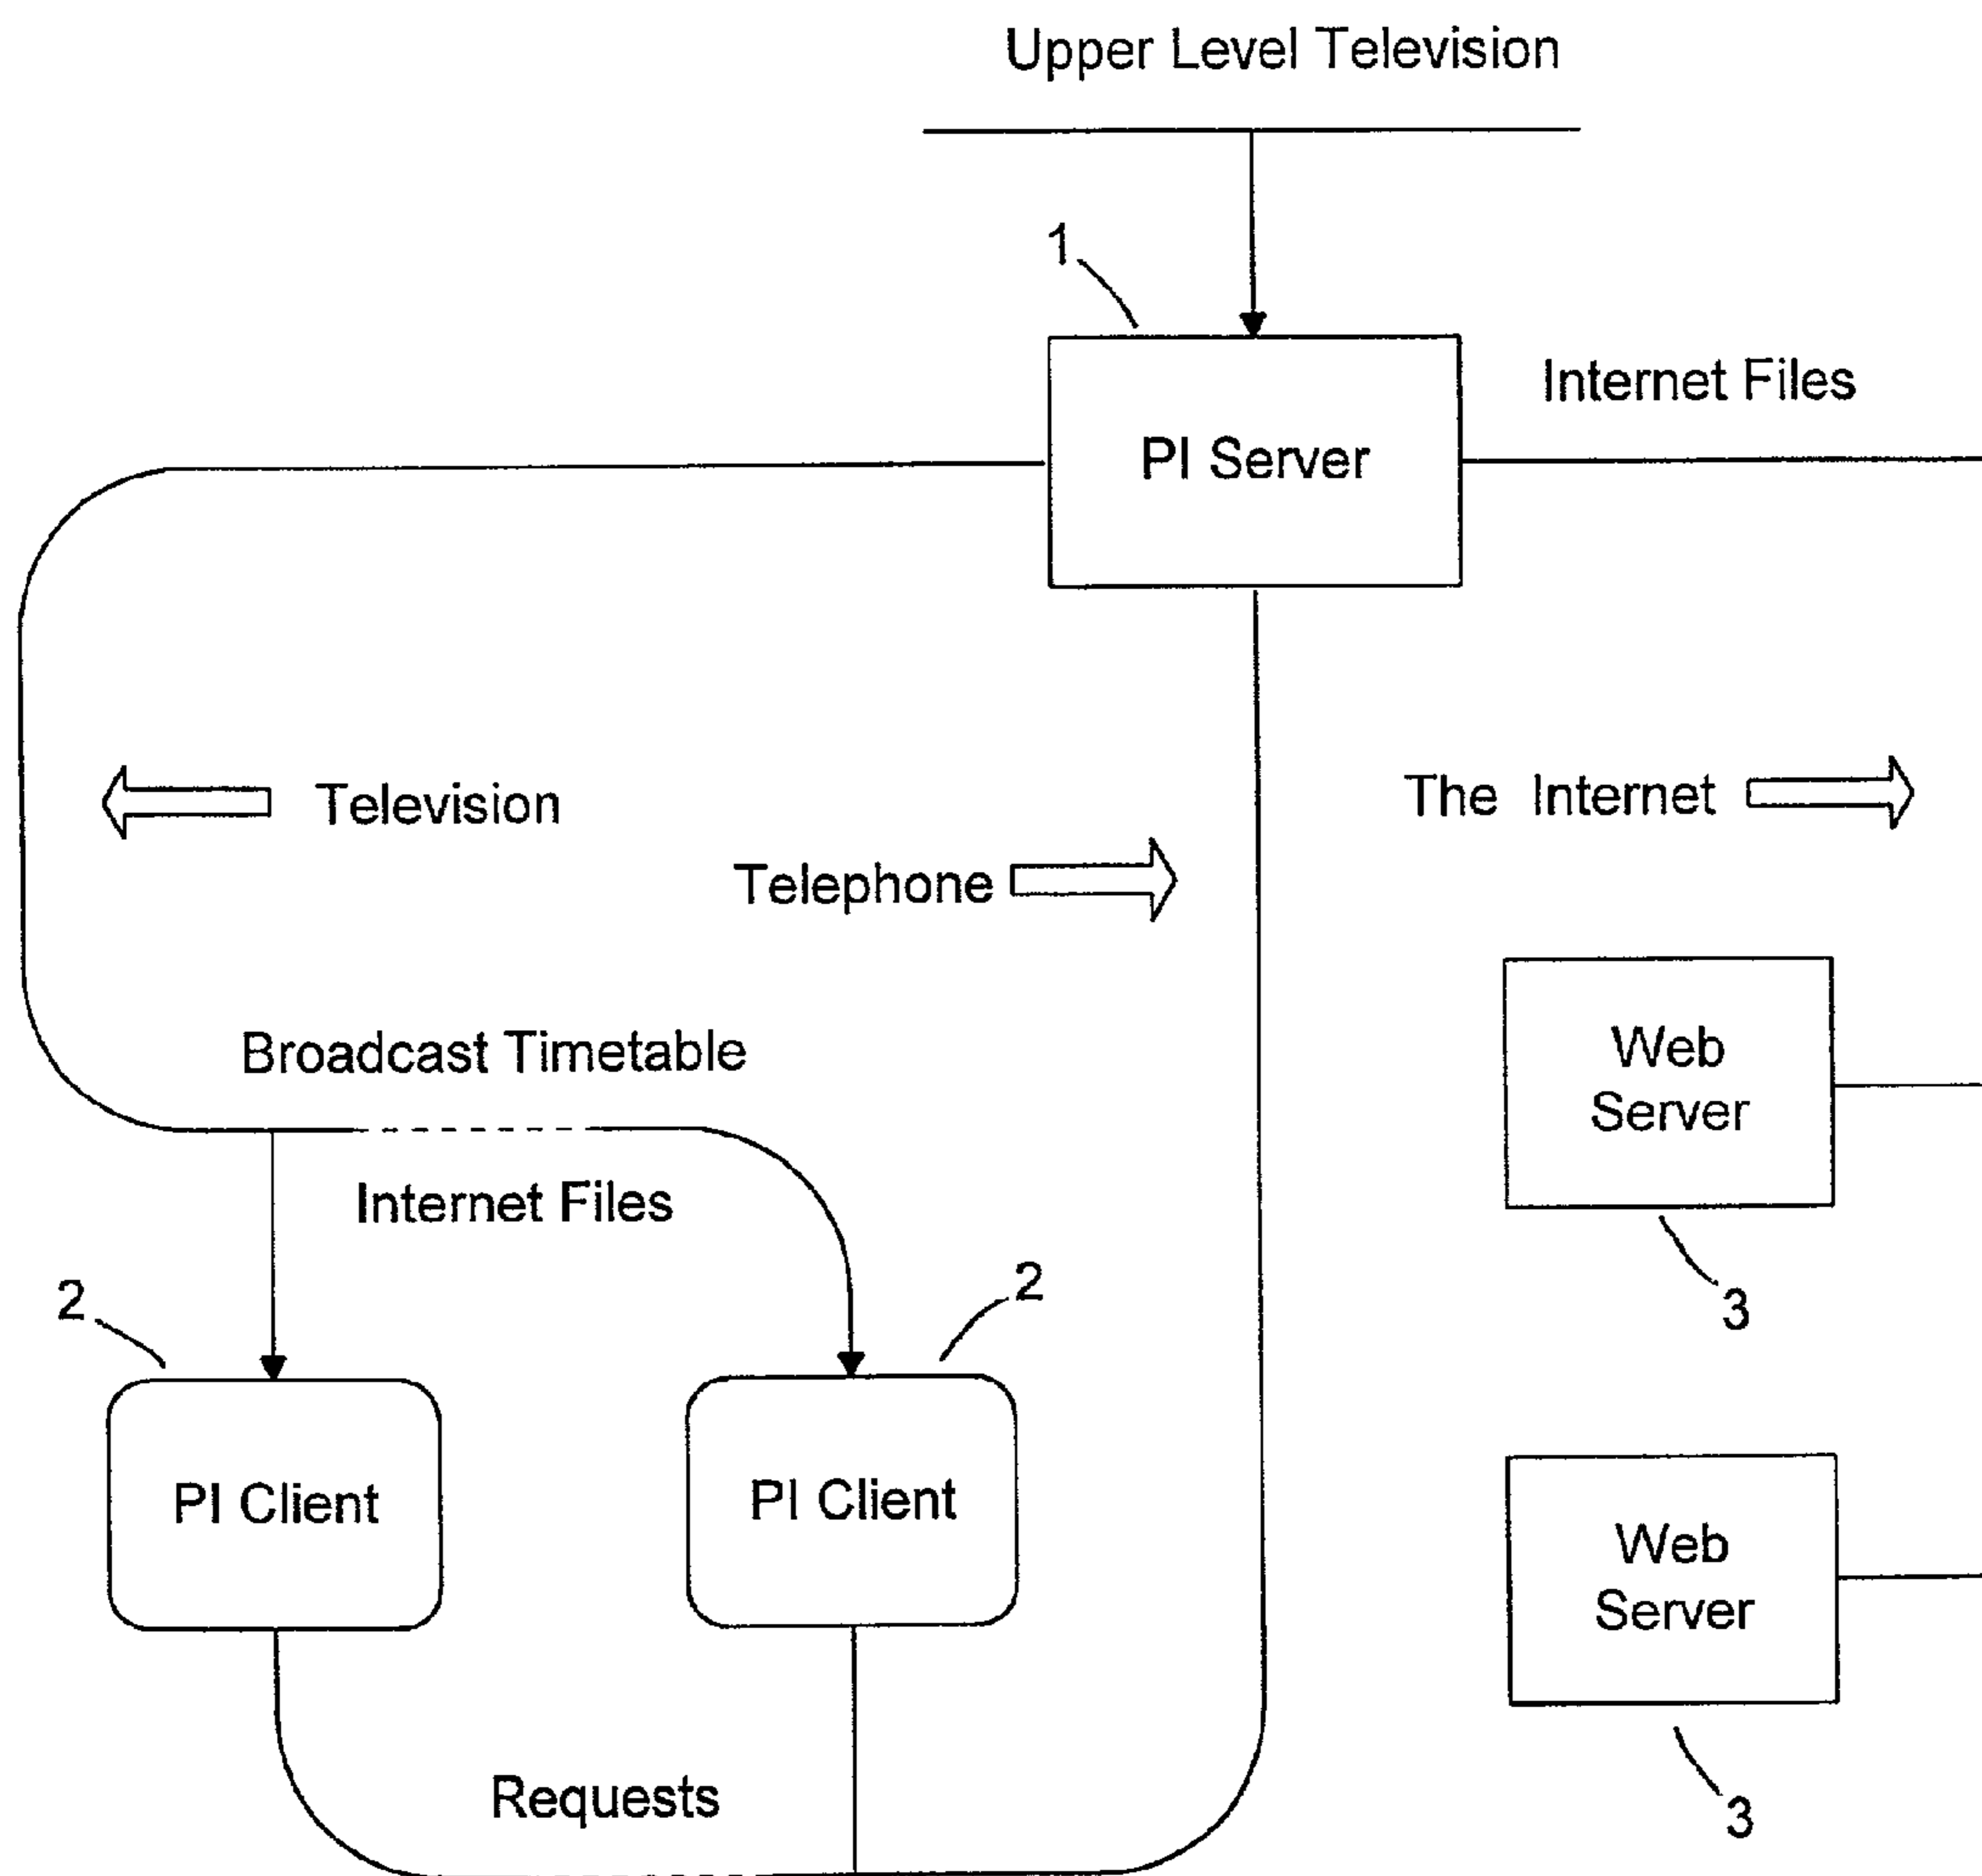 Upper Level Television
1
Internet Files
PI Server
Television
The Internet
Telephone
Broadcast Timetable
Web
Server
Internet Files
2
2
3
PI Client
PI Client
Web
Server
Requests
3